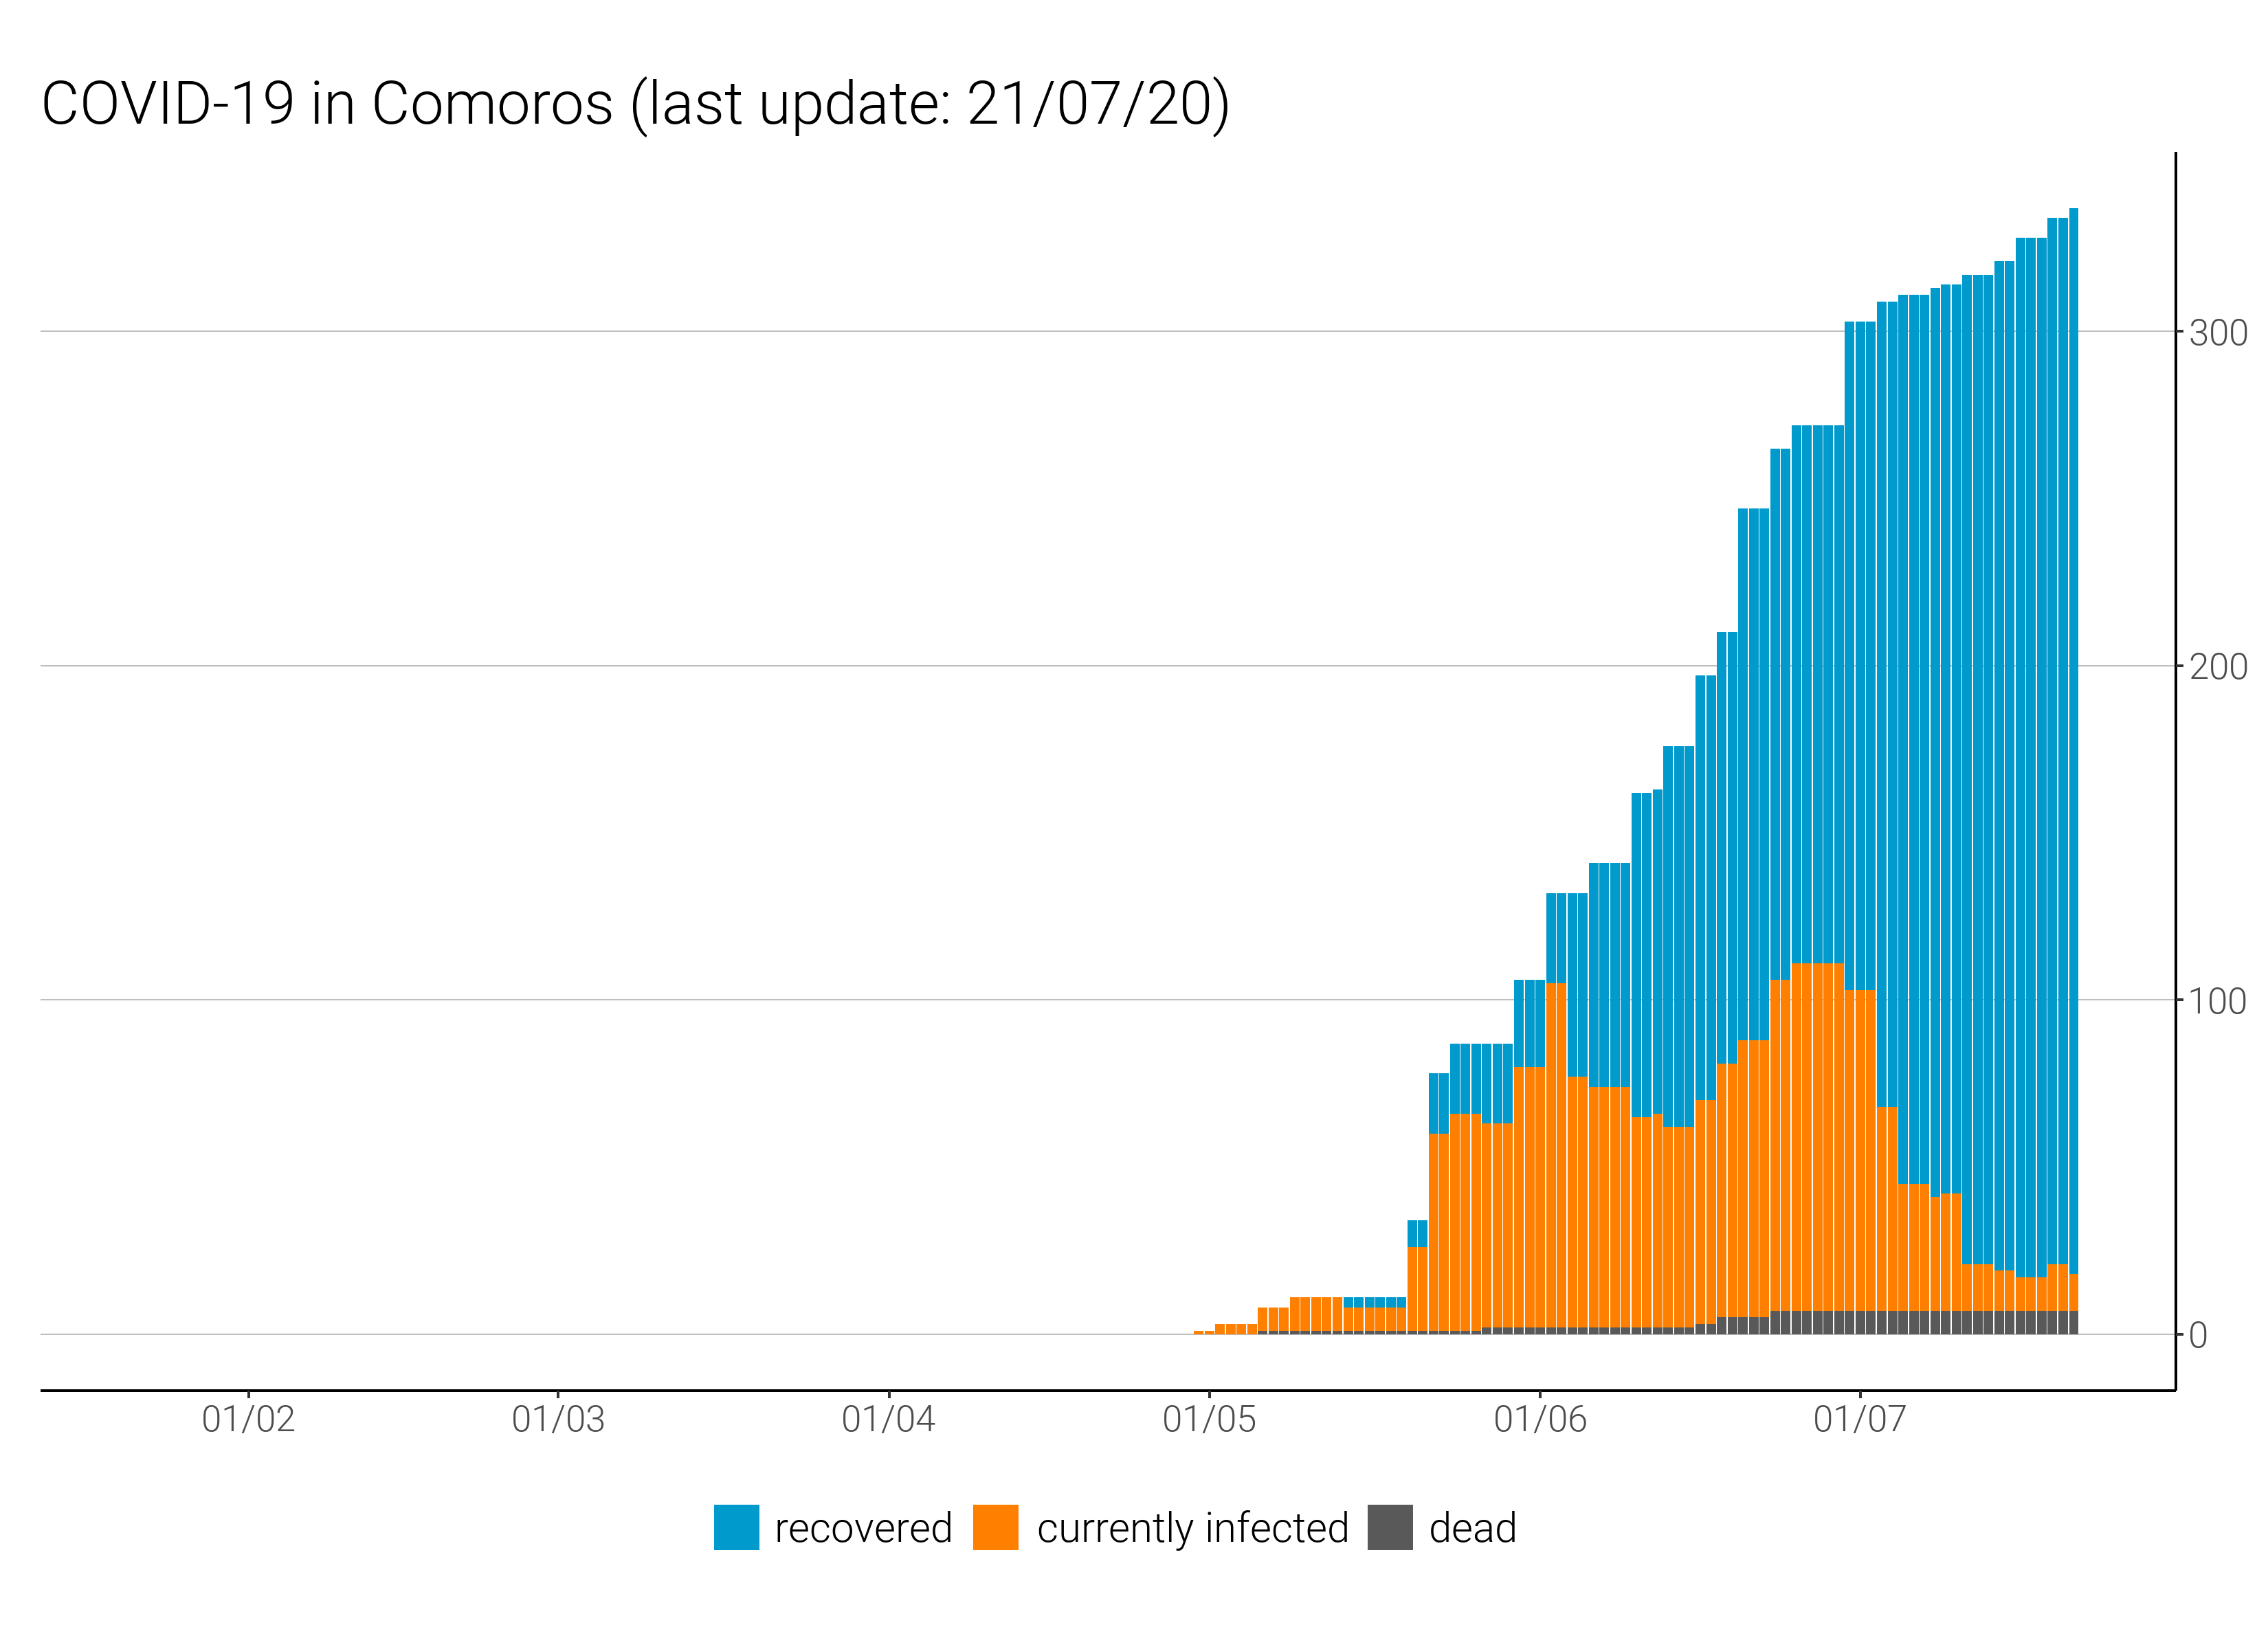 COVID-19 in Comoros (last update: 21/07/20)
300
200
100
0
01/02 01/03 01/04 01/05 01/06 01/07
recovered currently infected dead